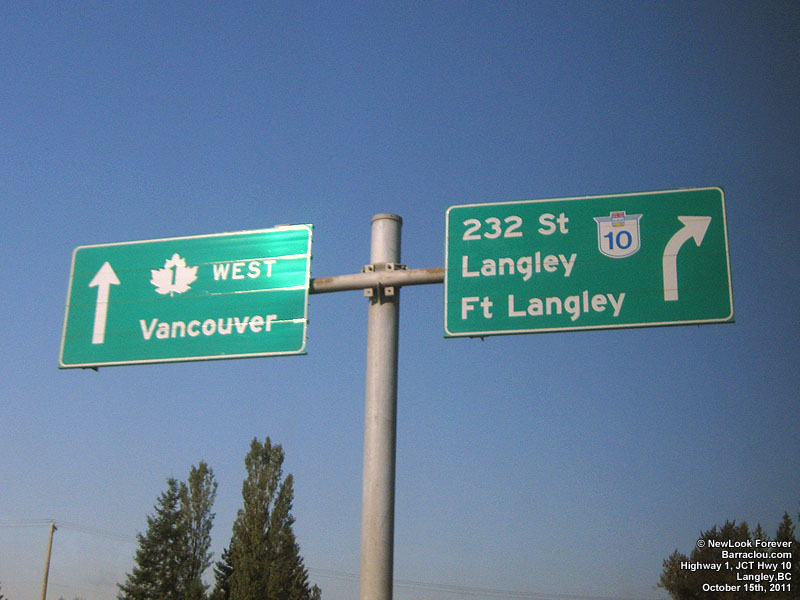 1 WEST
Vancouver
232 St 10
Langley
Ft Langley
© NewLook Forever
Barraclou.com
Highway 1, JCT Hwy 10
Langley,BC
October 15th, 2011